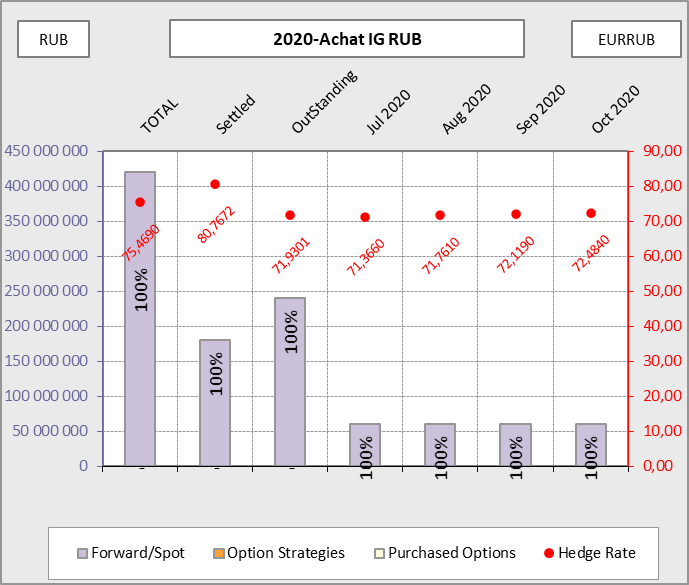 RUB
2020-Achat IG RUB
EURRUB
TOTAL
Settled
OutStanding
Jul 2020
Aug 2020
Sep 2020
Oct 2020
450 000 000
400 000 000
350 000 000
300 000 000
250 000 000
200 000 000
150 000 000
100 000 000
50 000 000
0
90,00
80,00
70,00
60,00
50,00
40,00
30,00
20,00
10,00
0,00
75,4690
80,7672
71,9301
71,3660
71,7610
72,1190
72,4840
100%
100%
100%
100%
100%
100%
100%
-
-
-
Forward/Spot
Option Strategies
Purchased Options
Hedge Rate